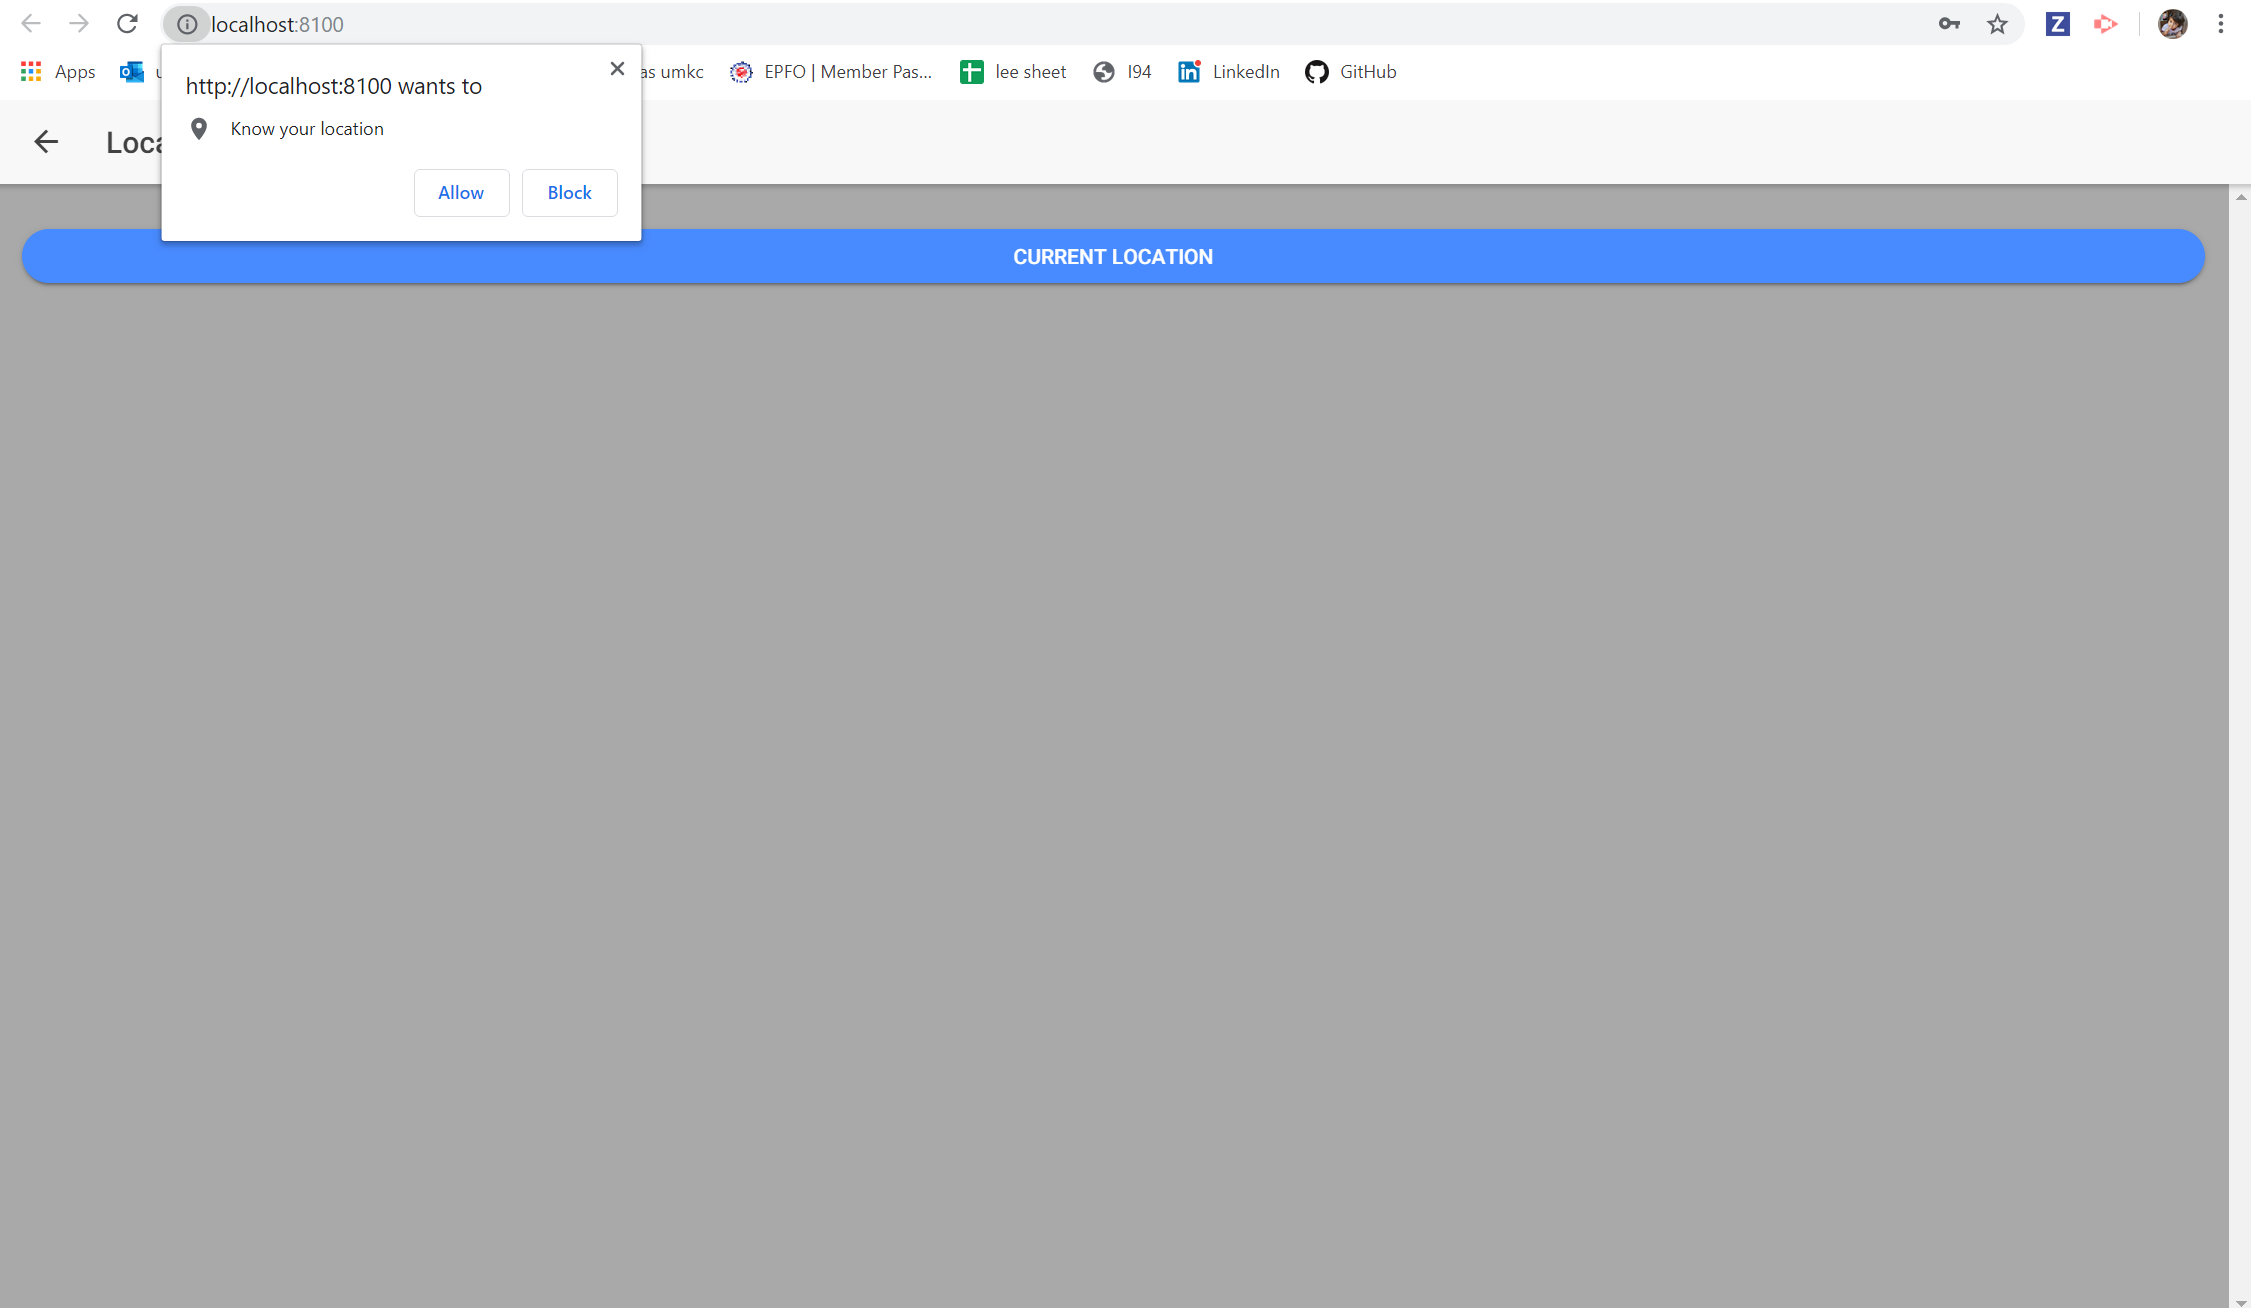 localhost:8100
Apps
as umkc
EPFO | Member Pas...
lee sheet
I94
LinkedIn
GitHub
http://localhost:8100 wants to
Know your location
Allow
Block
CURRENT LOCATION